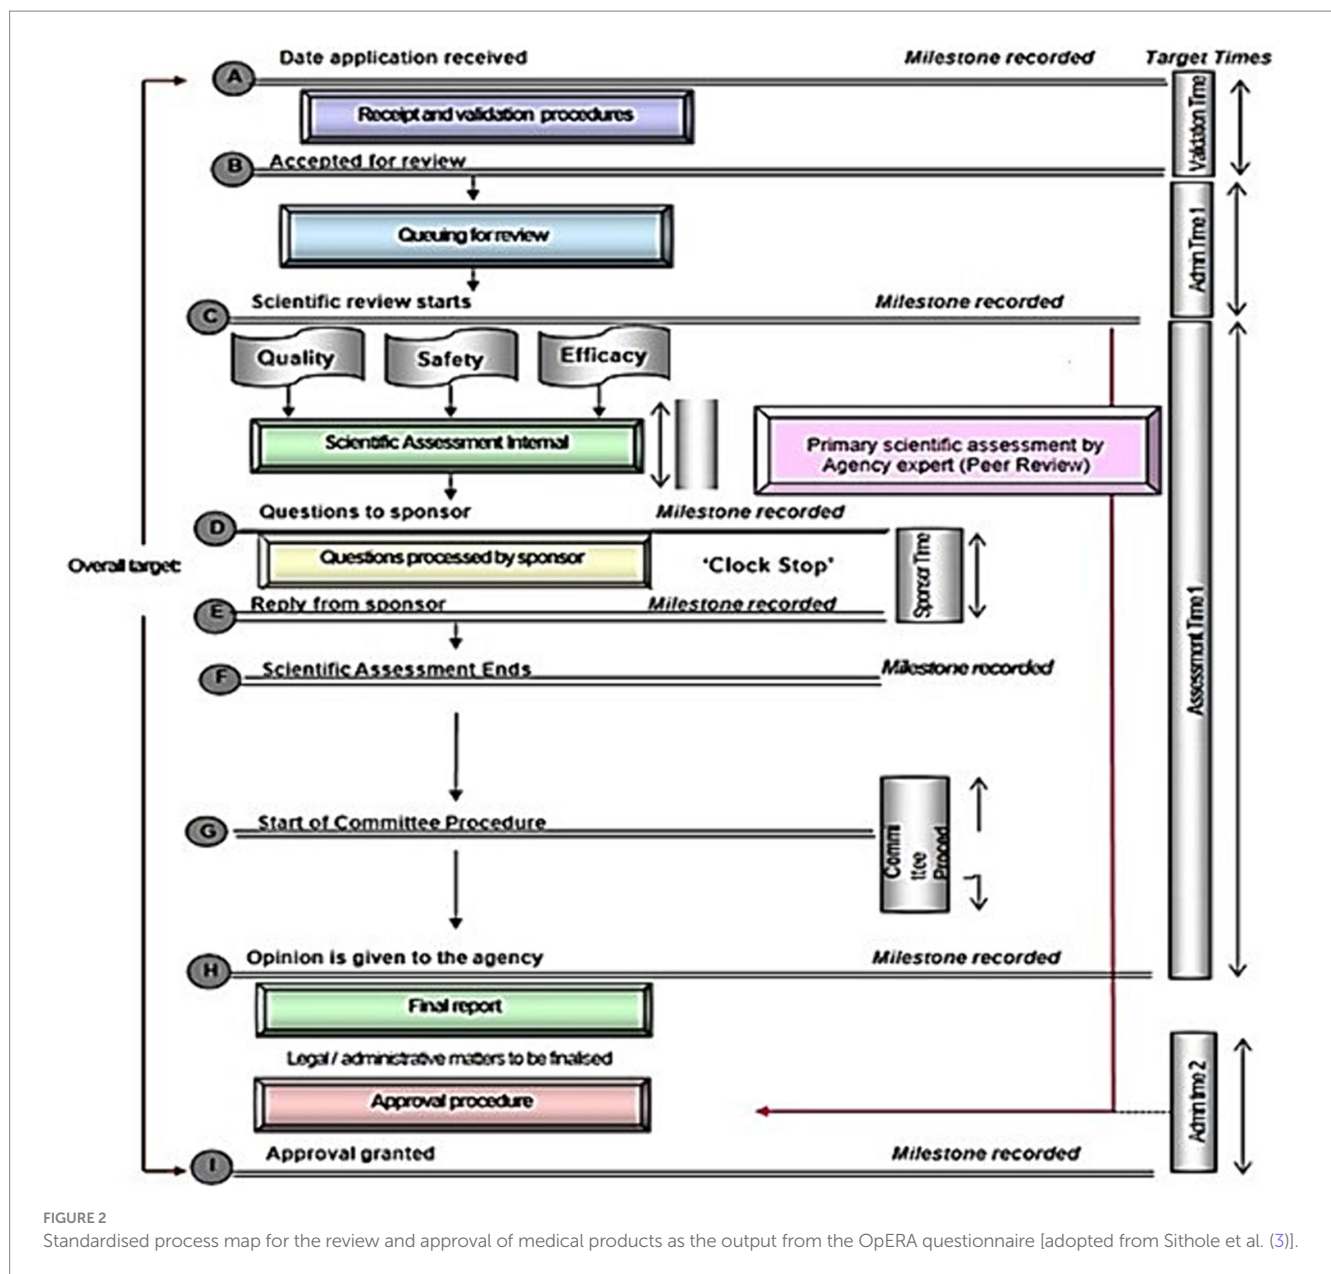 Date application received Milestone recorded Target Times
A
Receipt and validation procedures
Validation Time
B Accepted for review
Queuing for review
Admin Time 1
Scientific review starts Milestone recorded
C
Quality Safety Efficacy
Scientific Assessment Internal
Primary scientific assessment by
Agency expert (Peer Review)
D Questions to sponsor Milestone recorded
Questions processed by sponsor
'Clock Stop'
Sponsor Time
Overall target:
E Reply from sponsor Milestone recorded
F Scientific Assessment Ends Milestone recorded
Assessment Time 1
G Start of Committee Procedure
Commi
ttee
Proced
H Opinion is given to the agency Milestone recorded
Final report
Legal / administrative matters to be finalised
Approval procedure
Admin time 2
I Approval granted Milestone recorded
FIGURE 2
Standardised process map for the review and approval of medical products as the output from the OpERA questionnaire [adopted from Sithole et al. (3)].